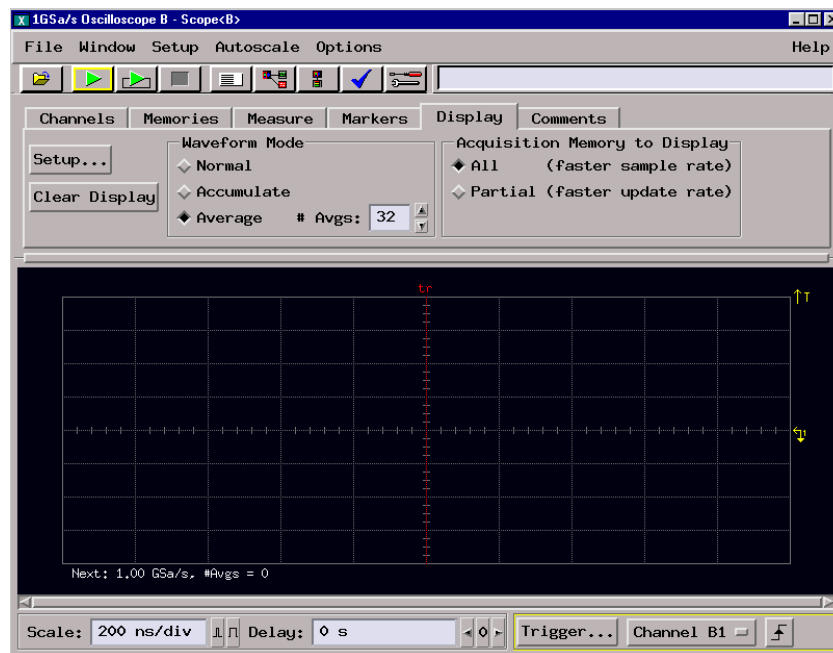 1GSa/s Oscilloscope B - Scope<B>
File Window Setup Autoscale Options Help
Channels Memories Measure Markers Display Comments
Waveform Mode
Acquisition Memory to Display
Setup...
Normal
All (faster sample rate)
Clear Display
Accumulate
Partial (faster update rate)
Average # Avgs: 32
tr
T
1
Next: 1.00 GSa/s, #Avgs = 0
Scale: 200 ns/div Delay: 0 s 0 Trigger... Channel B1